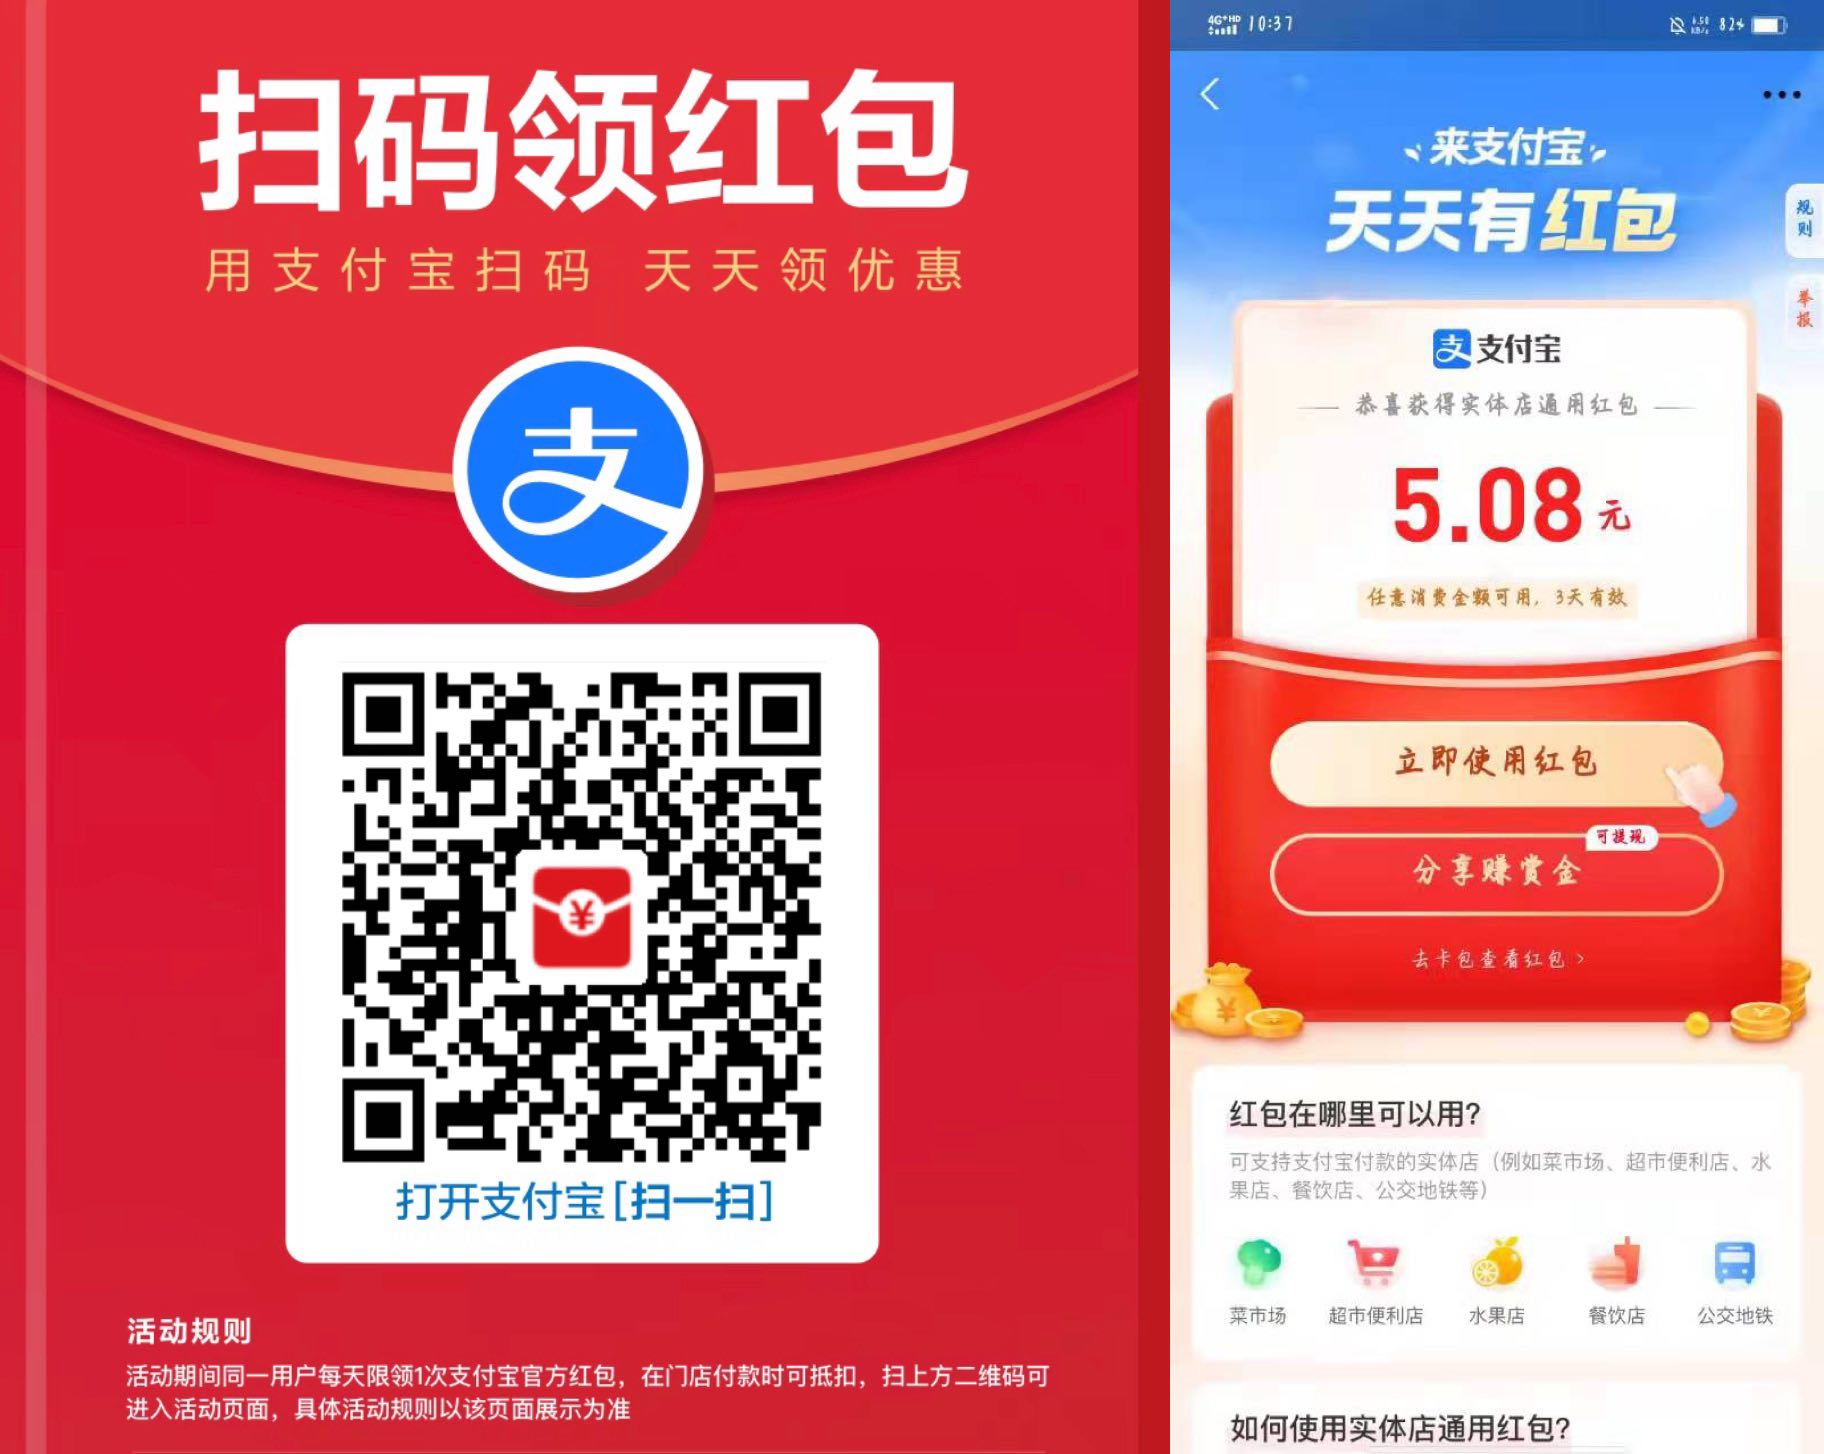 扫码领红包
用支付宝扫码 天天领优惠
支
¥
打开支付宝[扫一扫]
活动规则
活动期间同一用户每天限领1次支付宝官方红包，在门店付款时可抵扣，扫上方二维码可
进入活动页面，具体活动规则以该页面展示为准
4G+HD 10:37
6.50 KB/s 82%
来支付宝
天天有红包
规则
举报
支 支付宝
恭喜获得实体店通用红包
5.08元
任意消费金额可用，3天有效
立即使用红包
可提现
分享赚赏金
去卡包查看红包 >
¥
红包在哪里可以用?
可支持支付宝付款的实体店（例如菜市场、超市便利店、水
果店、餐饮店、公交地铁等）
菜市场 超市便利店 水果店 餐饮店 公交地铁
如何使用实体店通用红包?